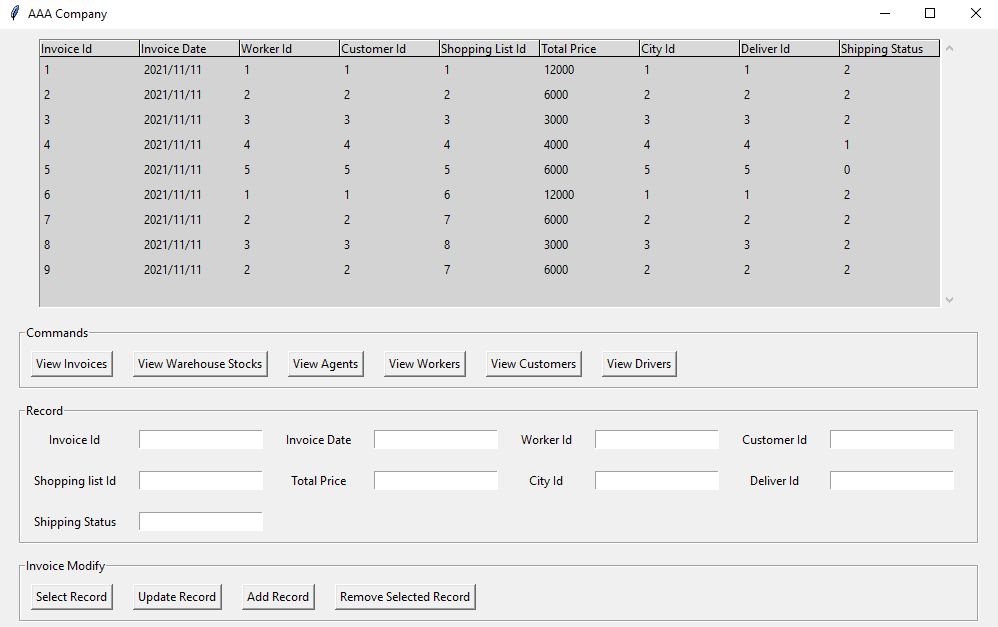 AAA Company
Invoice Id Invoice Date Worker Id Customer Id Shopping List Id Total Price City Id Deliver Id Shipping Status
1 2021/11/11 1 1 1 12000 1 1 2
2 2021/11/11 2 2 2 6000 2 2 2
3 2021/11/11 3 3 3 3000 3 3 2
4 2021/11/11 4 4 4 4000 4 4 1
5 2021/11/11 5 5 5 6000 5 5 0
6 2021/11/11 1 1 6 12000 1 1 2
7 2021/11/11 2 2 7 6000 2 2 2
8 2021/11/11 3 3 8 3000 3 3 2
9 2021/11/11 2 2 7 6000 2 2 2
Commands
View Invoices View Warehouse Stocks View Agents View Workers View Customers View Drivers
Record
Invoice Id Invoice Date Worker Id Customer Id
Shopping list Id Total Price City Id Deliver Id
Shipping Status
Invoice Modify
Select Record Update Record Add Record Remove Selected Record